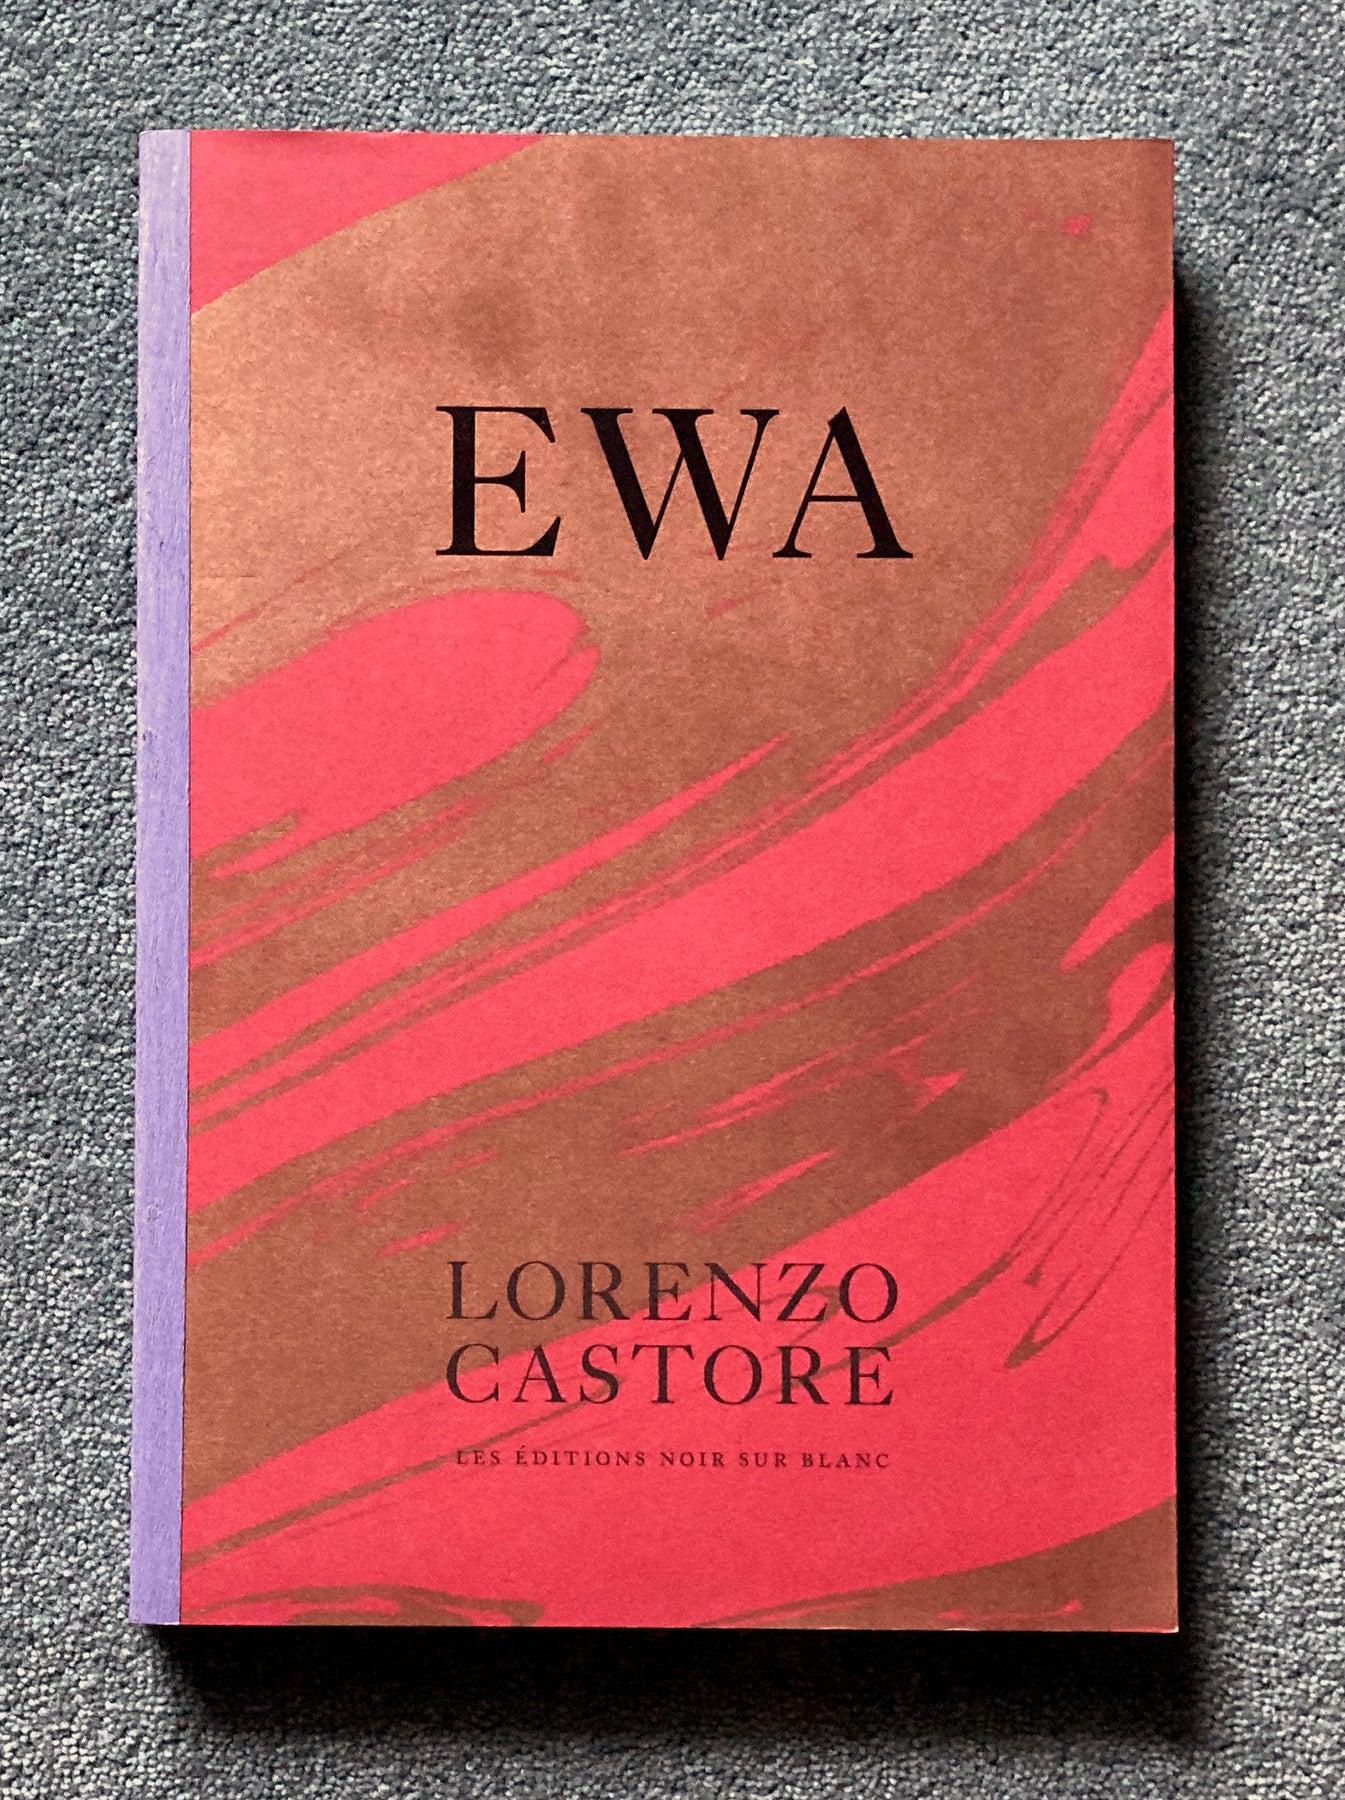 EWA
LORENZO
CASTORE
LES ÉDITIONS NOIR SUR BLANC